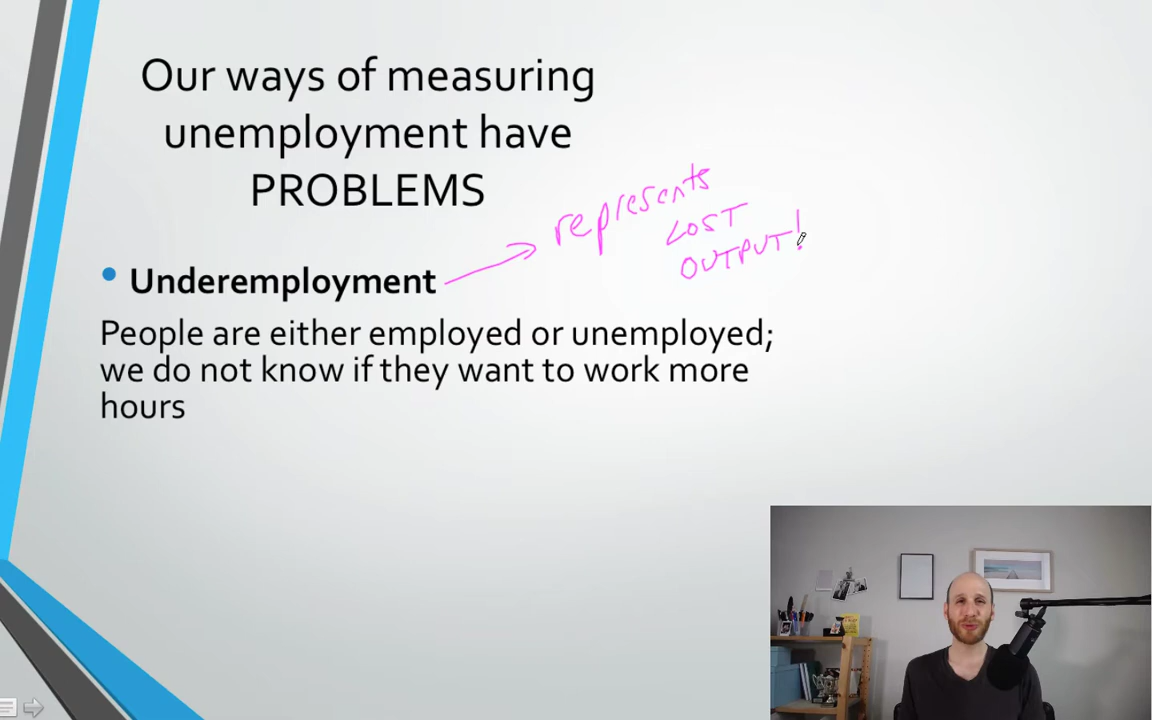 Our ways of measuring
unemployment have
PROBLEMS
represents
LOST
OUTPUT!
• Underemployment
People are either employed or unemployed;
we do not know if they want to work more
hours